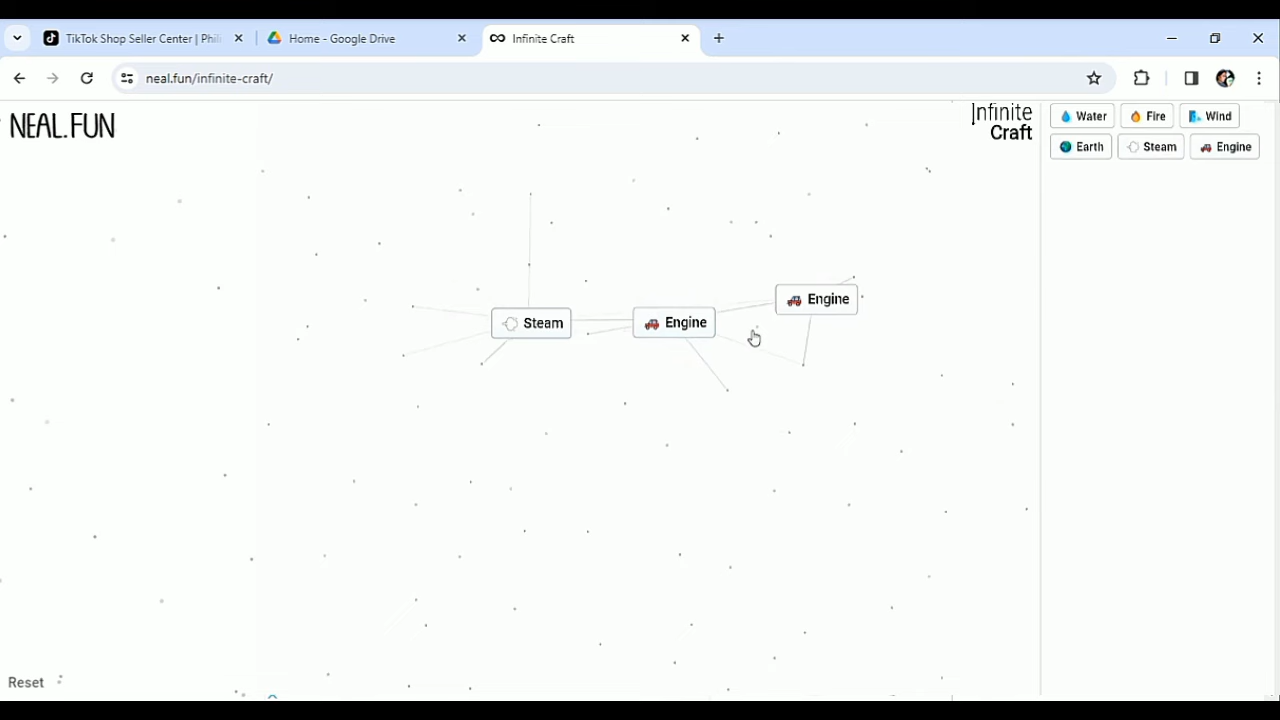 TikTok Shop Seller Center | Phili
Home - Google Drive
Infinite Craft
neal.fun/infinite-craft/
NEAL.FUN
Infinite
Craft
Water
Fire
Wind
Earth
Steam
Engine
Engine
Steam
Engine
Reset